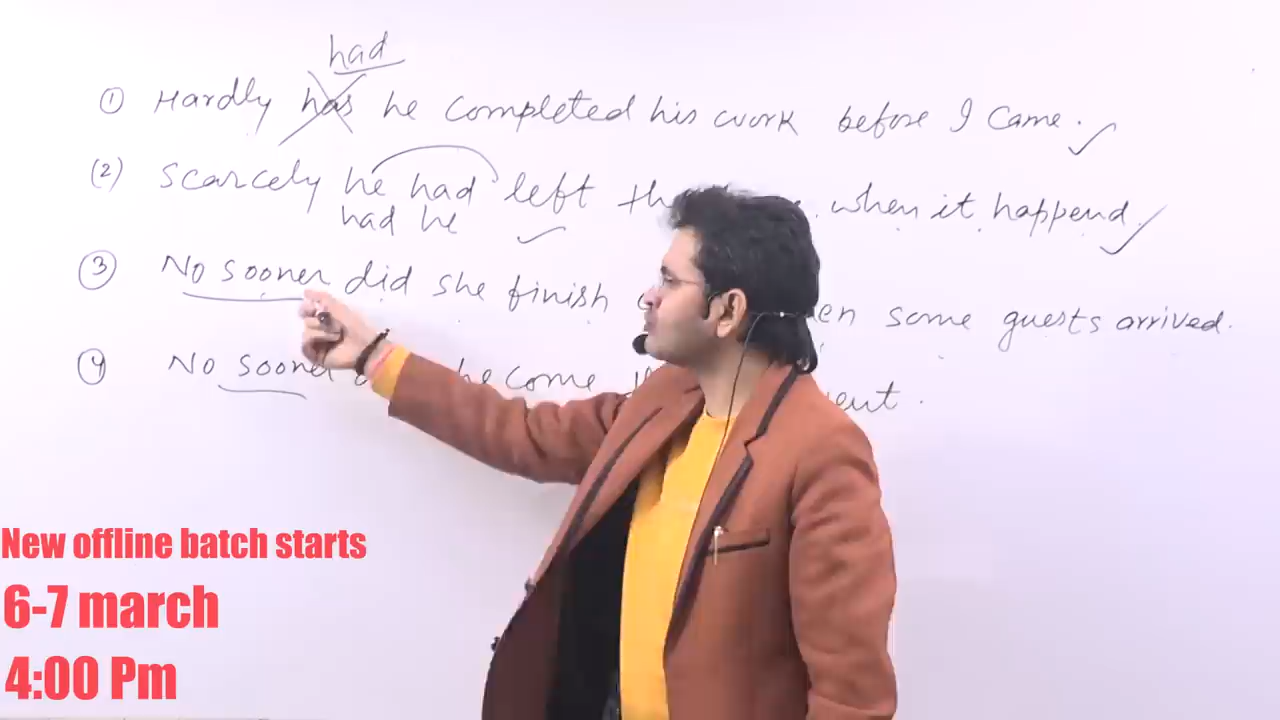 had
① Hardly has he completed his work before I came.
(2) Scarcely he had left when it happend.
had he
③ No sooner did she finish some guests arrived.
④ No sooner he come
New offline batch starts
6-7 march
4:00 Pm